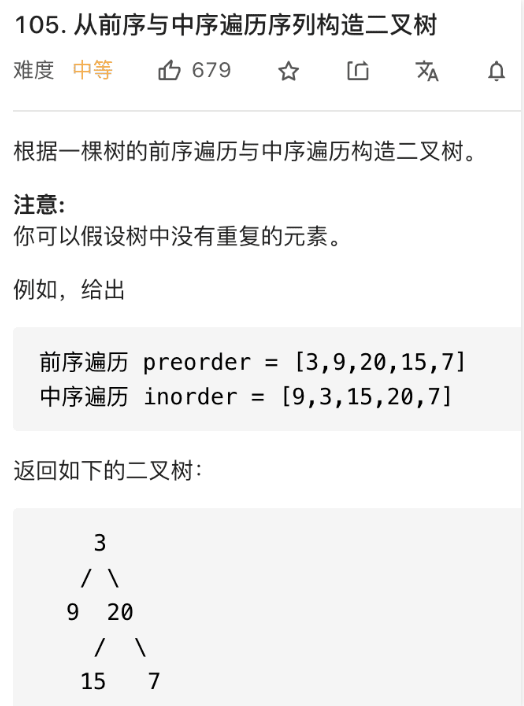 105. 从前序与中序遍历序列构造二叉树
难度 中等 679 文A
根据一棵树的前序遍历与中序遍历构造二叉树。
注意:
你可以假设树中没有重复的元素。
例如，给出
前序遍历 preorder = [3,9,20,15,7]
中序遍历 inorder = [9,3,15,20,7]
返回如下的二叉树：
3
/ \
9 20
/ \
15 7